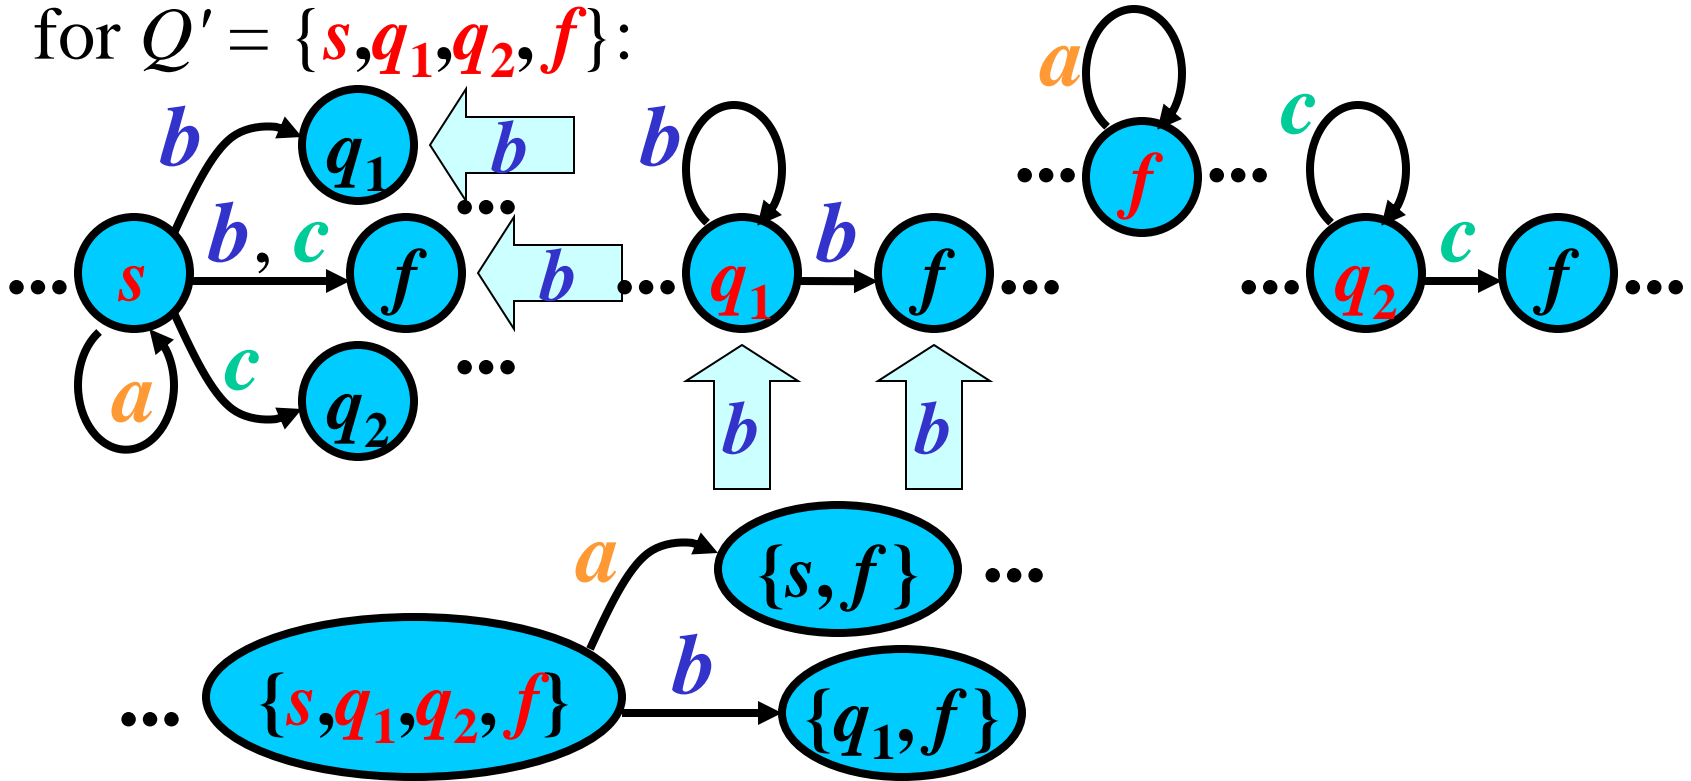 for Q′ = {s,q₁,q₂,f}:
a
b q₁ b b c
••• f •••
•••
b, c b
••• s f b ••• q₁ f ••• ••• q₂ c f •••
c •••
a q₂
b b
a {s,f} •••
b
••• {s,q₁,q₂,f} {q₁,f}